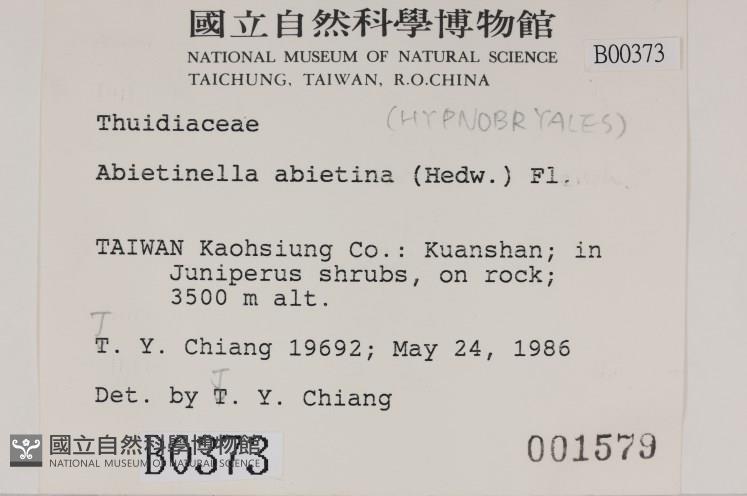 國立自然科學博物館
NATIONAL MUSEUM OF NATURAL SCIENCE
TAICHUNG, TAIWAN, R.O.CHINA
B00373
Thuidiaceae
(HYPNOBRYALES)
Abietinella abietina (Hedw.) Fl.
TAIWAN Kaohsiung Co.: Kuanshan; in
Juniperus shrubs, on rock;
3500 m alt.
J
T. Y. Chiang 19692; May 24, 1986
J
Det. by T. Y. Chiang
國立自然科學博物館
NATIONAL MUSEUM OF NATURAL SCIENCE
B0373
001579